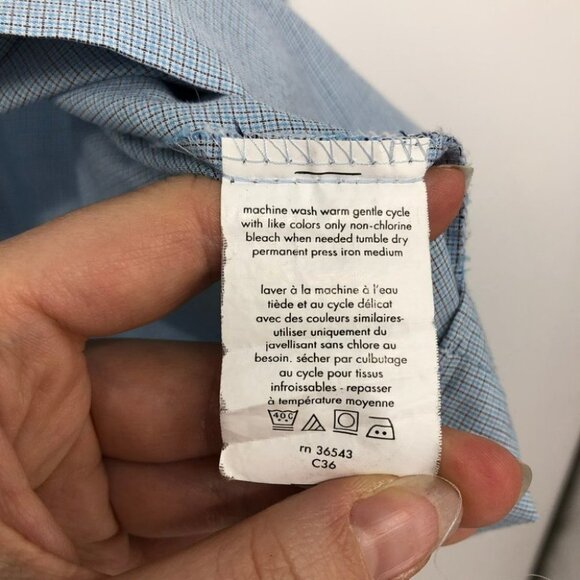 machine wash warm gentle cycle
with like colors only non-chlorine
bleach when needed tumble dry
permanent press iron medium
laver à la machine à l'eau
tiède et au cycle délicat
avec des couleurs similaires-
utiliser uniquement du
javellisant sans chlore au
besoin. sécher par culbutage
au cycle pour tissus
infroissables - repasser
à température moyenne
40C
rn 36543
C36